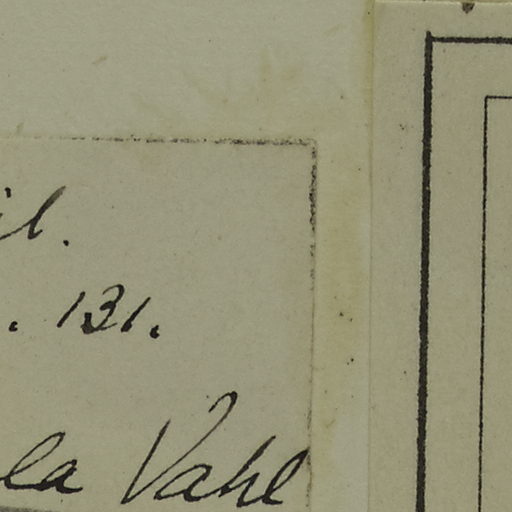 il.
. 131.
la Vahl